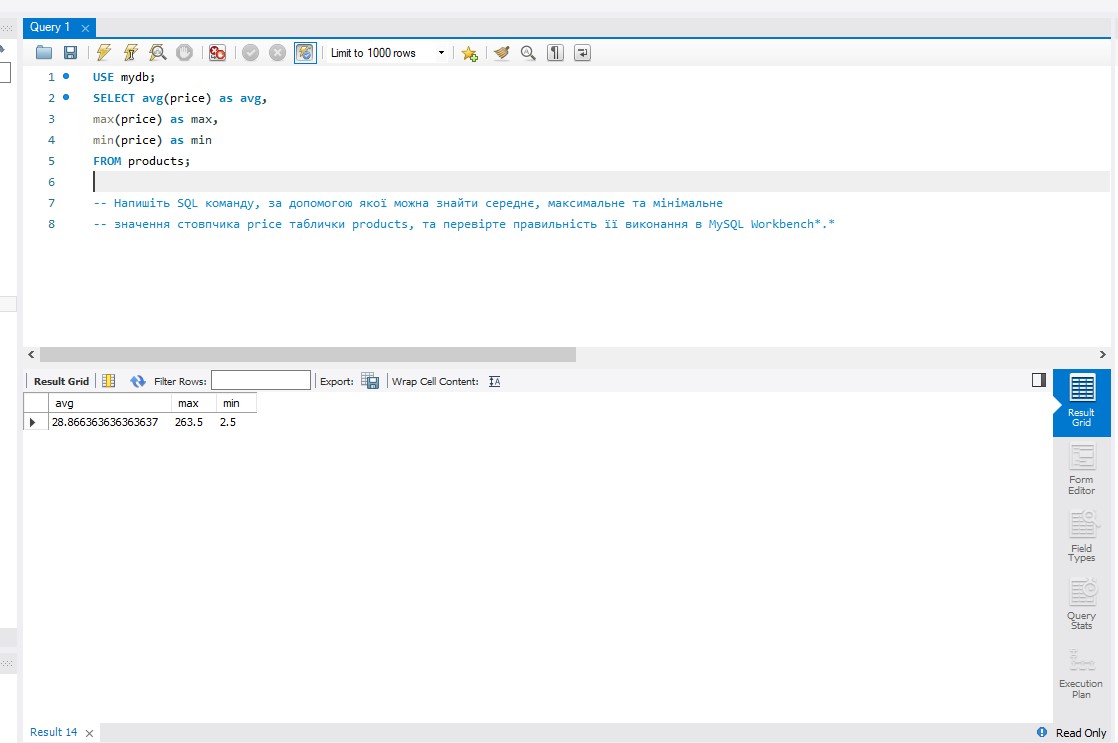 Query 1
Limit to 1000 rows
1 USE mydb;
2 SELECT avg(price) as avg,
3 max(price) as max,
4 min(price) as min
5 FROM products;
6
7 -- Напишіть SQL команду, за допомогою якої можна знайти середнє, максимальне та мінімальне
8 -- значення стовпчика price таблички products, та перевірте правильність її виконання в MySQL Workbench*.*
Result Grid Filter Rows: Export: Wrap Cell Content:
avg max min
28.866363636363637 263.5 2.5
Result
Grid
Form
Editor
Field
Types
Query
Stats
Execution
Plan
Result 14
Read Only